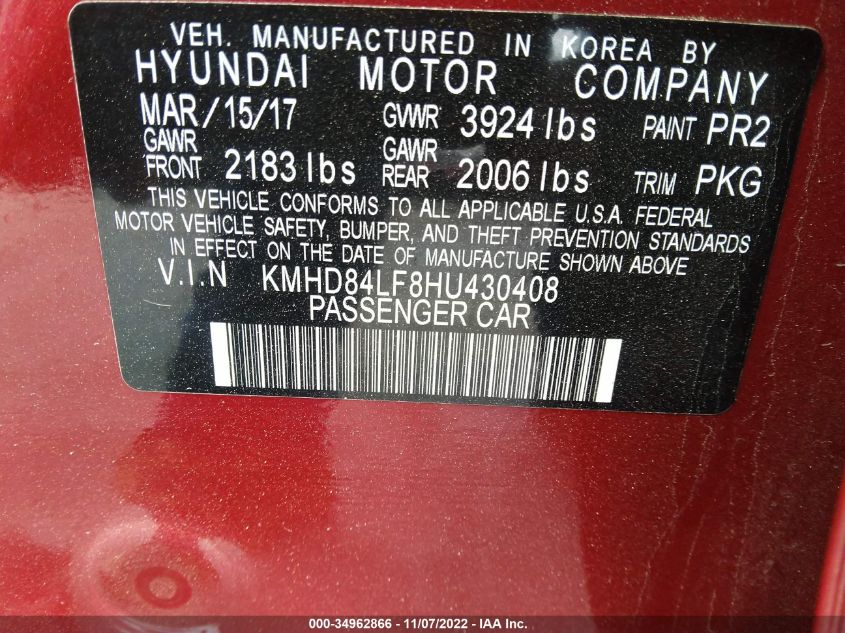 VEH. MANUFACTURED IN KOREA BY
HYUNDAI MOTOR COMPANY
MAR/15/17 GVWR 3924 lbs PAINT PR2
GAWR FRONT 2183 lbs GAWR REAR 2006 lbs TRIM PKG
THIS VEHICLE CONFORMS TO ALL APPLICABLE U.S.A. FEDERAL
MOTOR VEHICLE SAFETY, BUMPER, AND THEFT PREVENTION STANDARDS
IN EFFECT ON THE DATE OF MANUFACTURE SHOWN ABOVE
V.I.N KMHD84LF8HU430408
PASSENGER CAR
000-34962866 — 11/07/2022 — IAA Inc.